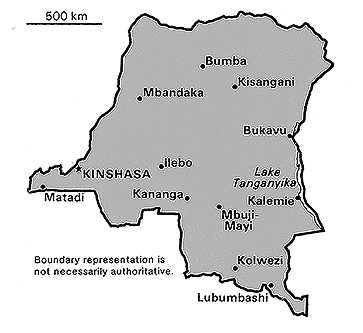 500 km
Bumba
Kisangani
Mbandaka
Bukavu
Ilebo
KINSHASA
Lake
Tanganyika
Matadi
Kananga
Kalemie
Mbuji-
Mayi
Boundary representation is
not necessarily authoritative.
Kolwezi
Lubumbashi